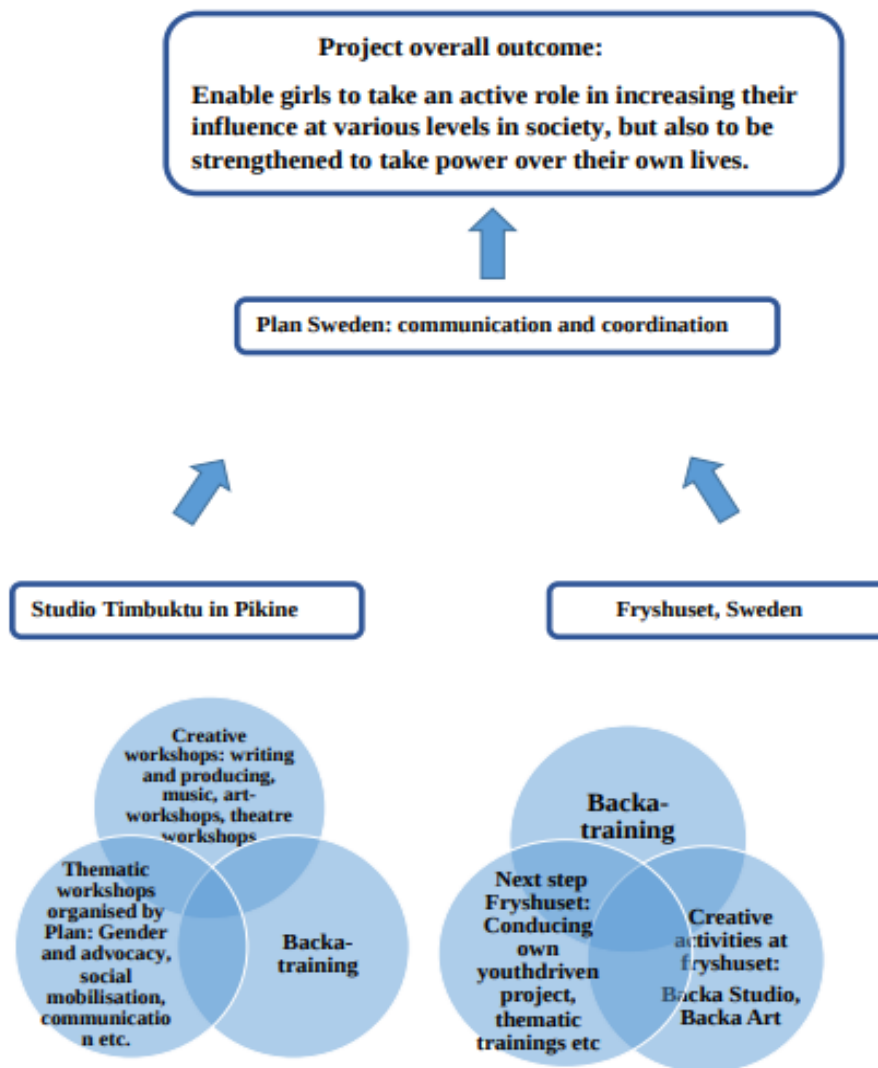 Project overall outcome:
Enable girls to take an active role in increasing their
influence at various levels in society, but also to be
strengthened to take power over their own lives.
Plan Sweden: communication and coordination
Studio Timbuktu in Pikine
Fryshuset, Sweden
Creative
workshops: writing
and producing,
music, art-
workshops, theatre
workshops
Thematic
workshops
organised by
Plan: Gender
and advocacy,
social
mobilisation,
communicatio
n etc.
Backa-
training
Backa-
training
Next step
Fryshuset:
Conducing
own
youthdriven
project,
thematic
trainings etc
Creative
activities at
fryshuset:
Backa Studio,
Backa Art